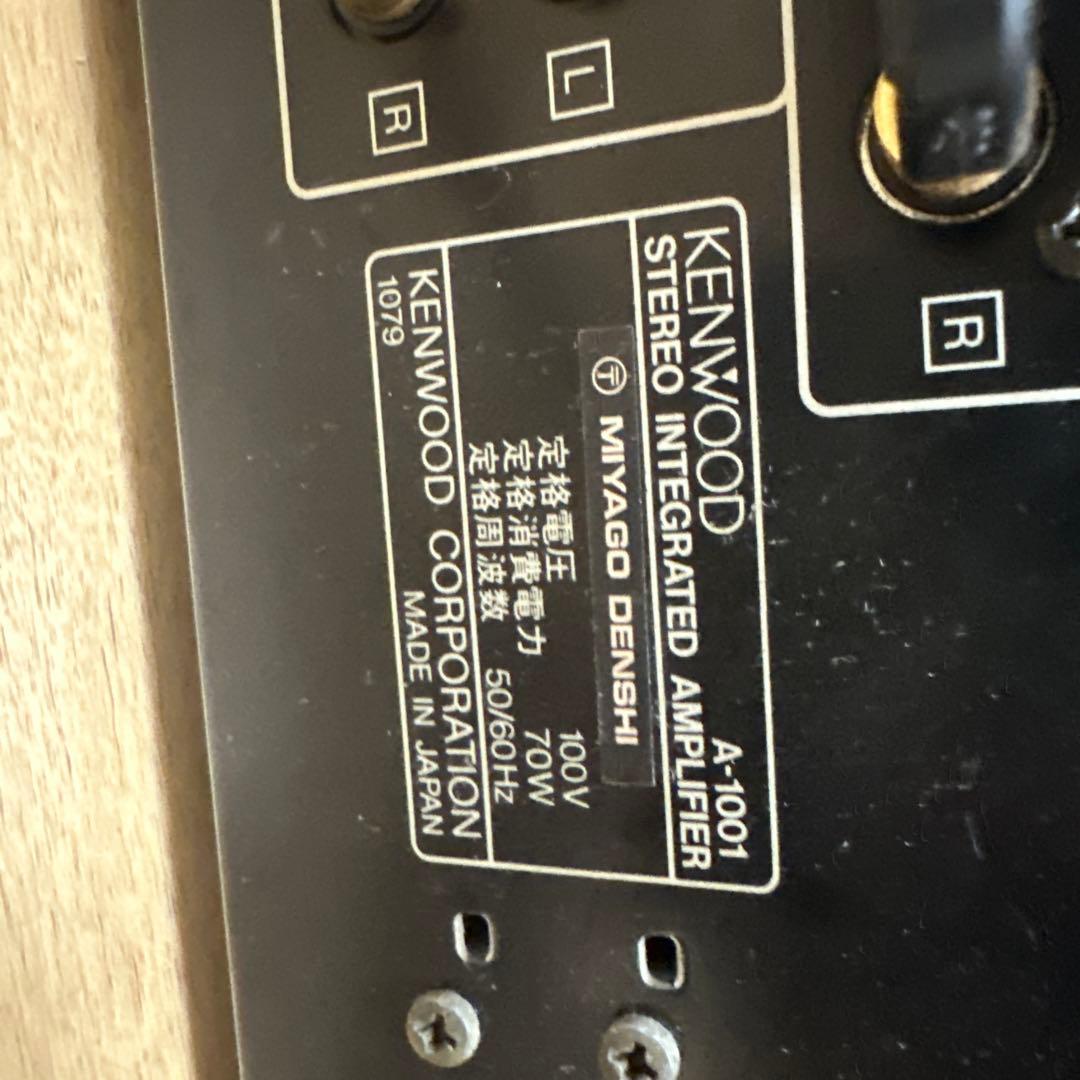 R
L
R
KENWOOD A-1001
STEREO INTEGRATED AMPLIFIER
〒 MIYAGO DENSHI
定格電圧 100V
定格消費電力 70W
定格周波数 50/60Hz
KENWOOD CORPORATION
1079 MADE IN JAPAN